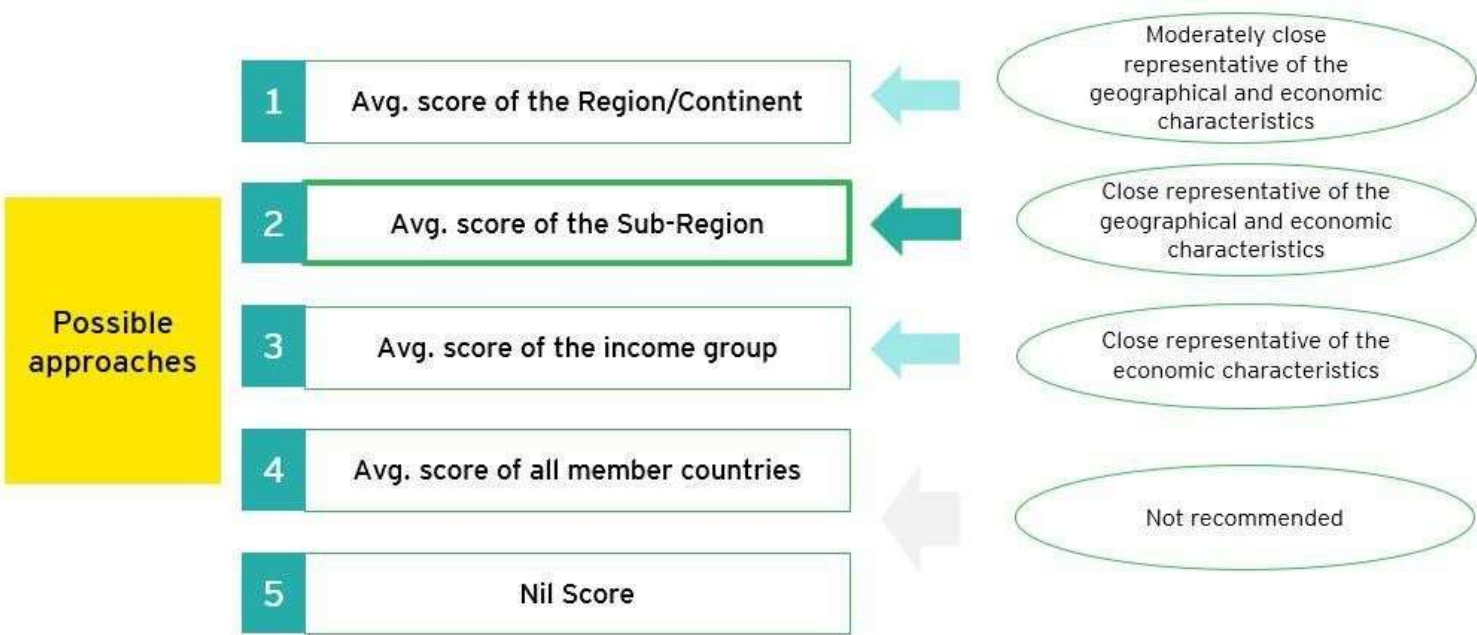 Possible
approaches
1
Avg. score of the Region/Continent
Moderately close
representative of the
geographical and economic
characteristics
2
Avg. score of the Sub-Region
Close representative of the
geographical and economic
characteristics
3
Avg. score of the income group
Close representative of the
economic characteristics
4
Avg. score of all member countries
Not recommended
5
Nil Score